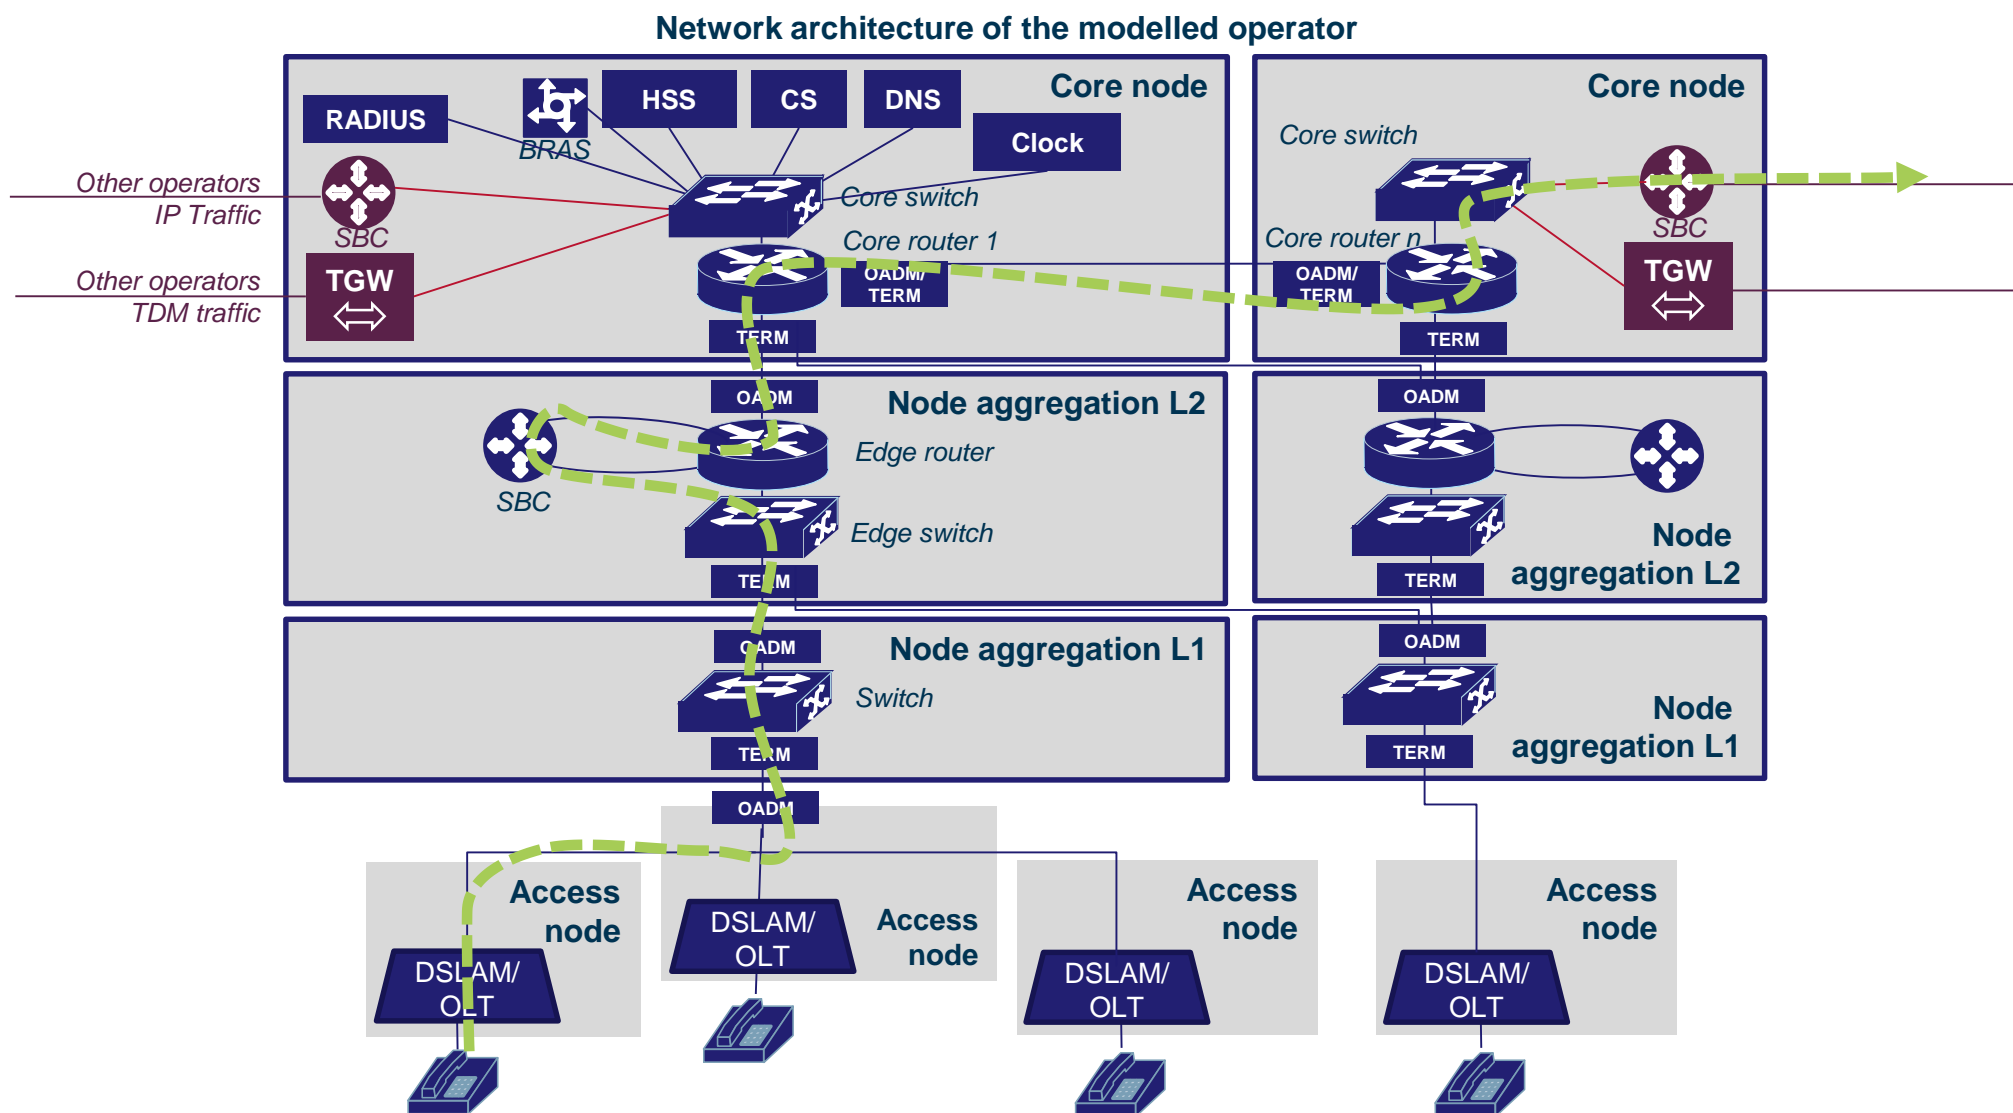 Network architecture of the modelled operator
Core node
RADIUS
BRAS
HSS
CS
DNS
Clock
Other operators
IP Traffic
SBC
Core switch
Core router 1
Other operators
TDM traffic
TGW
OADM/
TERM
TERM
Core node
Core switch
SBC
Core router n
OADM/
TERM
TGW
TERM
OADM
Node aggregation L2
SBC
Edge router
Edge switch
TERM
OADM
Node
aggregation L2
TERM
OADM
Node aggregation L1
Switch
TERM
OADM
Node
aggregation L1
TERM
OADM
Access
node
DSLAM/
OLT
Access
node
DSLAM/
OLT
Access
node
DSLAM/
OLT
Access
node
DSLAM/
OLT